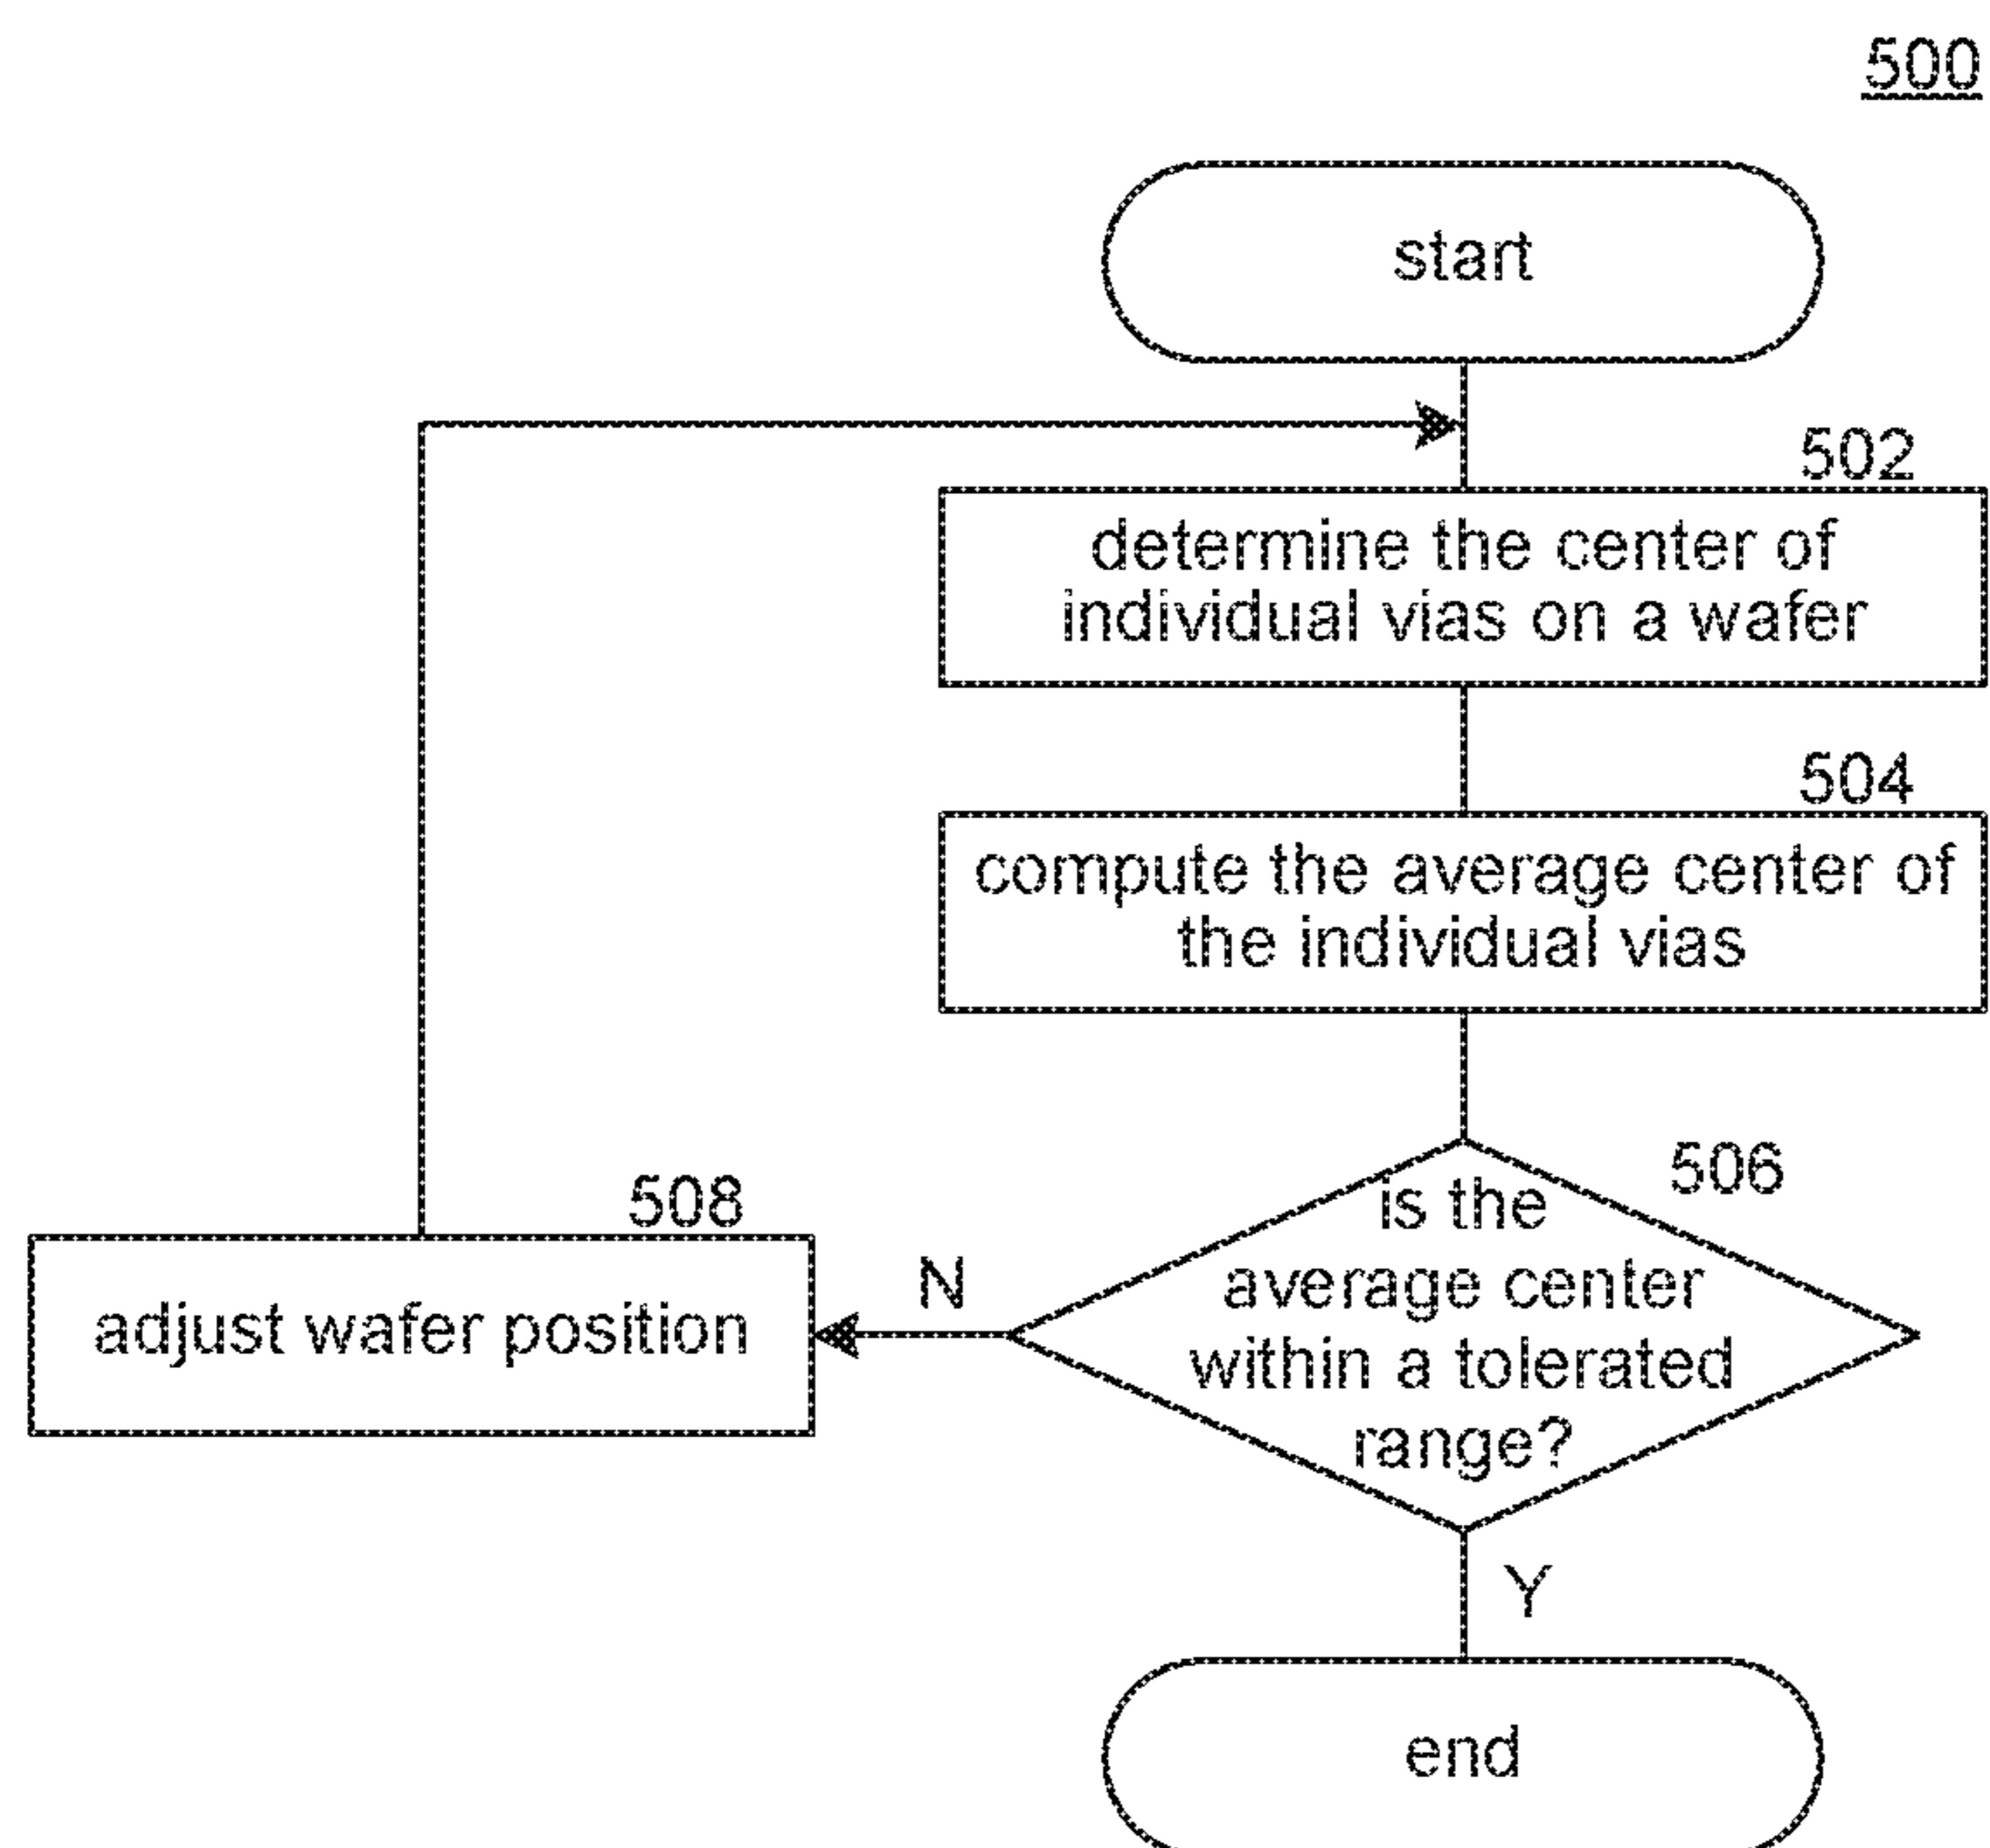 500
start
502
determine the center of
individual vias on a wafer
504
compute the average center of
the individual vias
506
is the
average center
within a tolerated
range?
N
508
adjust wafer position
Y
end